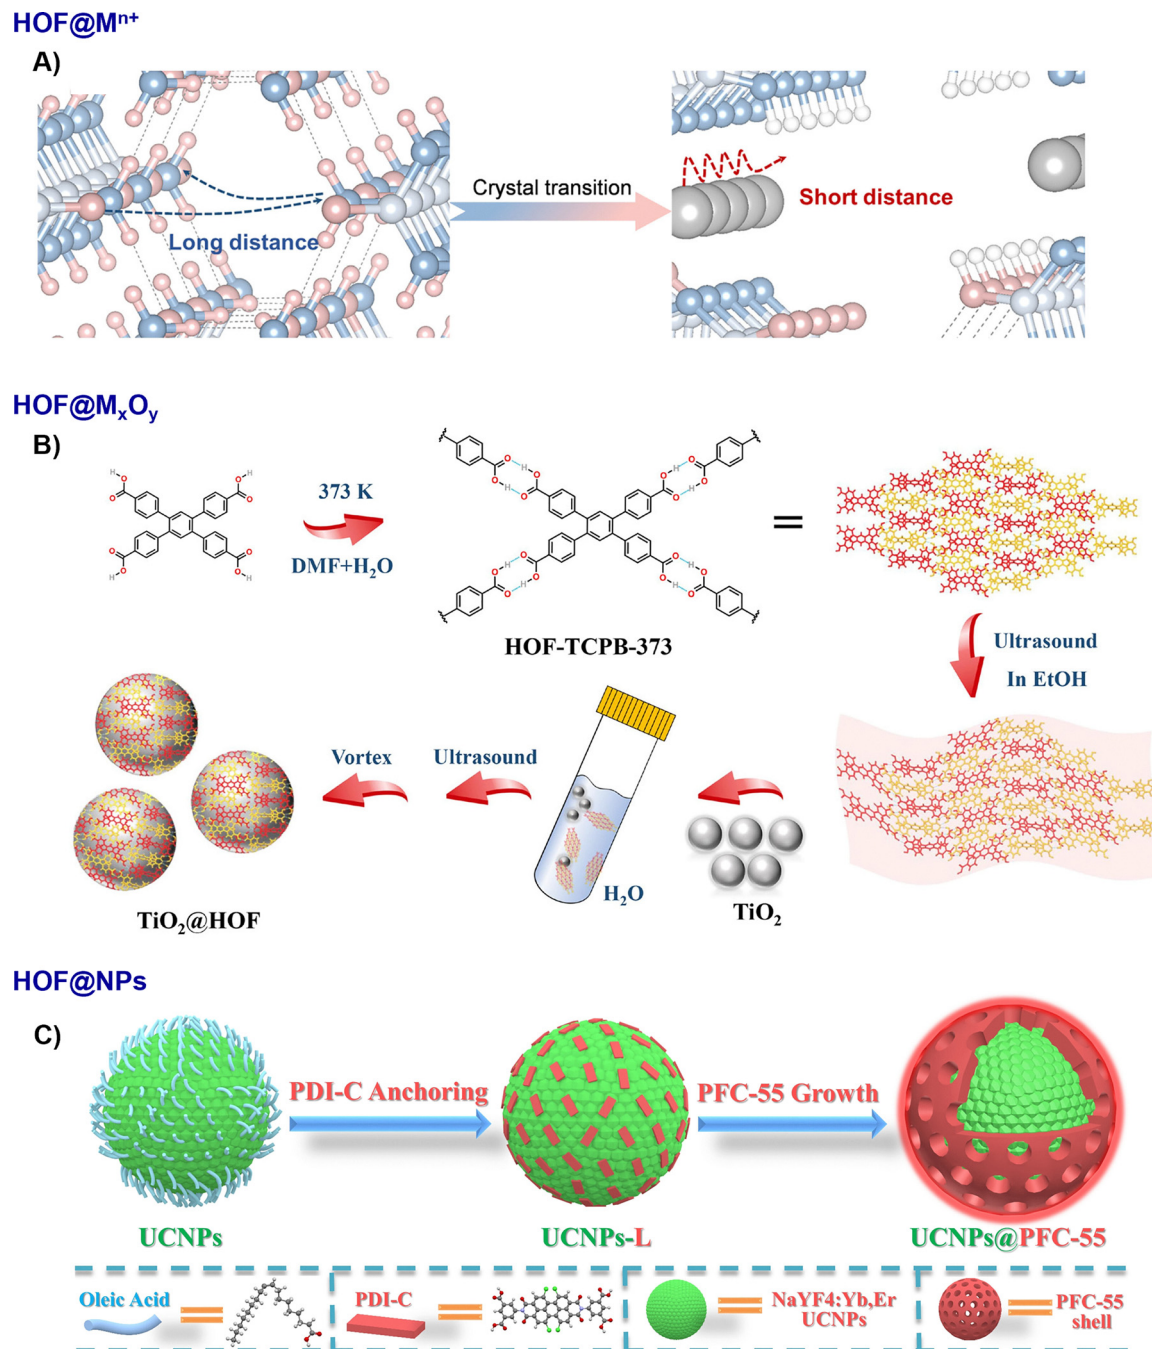 HOF@Mⁿ⁺
A)
Long distance
Crystal transition
Short distance
HOF@MₓOᵧ
B)
H
O
O
O
O
H
H
O
O
O
O
H
373 K
DMF+H₂O
O
H
O
O
H
O
O
H
O
O
H
O
O
H
O
O
H
O
O
H
O
O
H
O
HOF-TCPB-373
=
Ultrasound
In EtOH
Vortex
Ultrasound
H₂O
TiO₂
TiO₂@HOF
HOF@NPs
C)
PDI-C Anchoring
PFC-55 Growth
UCNPs
UCNPs-L
UCNPs@PFC-55
Oleic Acid
PDI-C
NaYF4:Yb,Er
UCNPs
PFC-55
shell